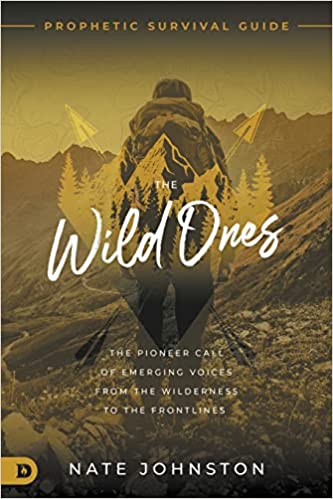 PROPHETIC SURVIVAL GUIDE
THE
Wild Ones
THE PIONEER CALL
OF EMERGING VOICES
FROM THE WILDERNESS
TO THE FRONTLINES
NATE JOHNSTON